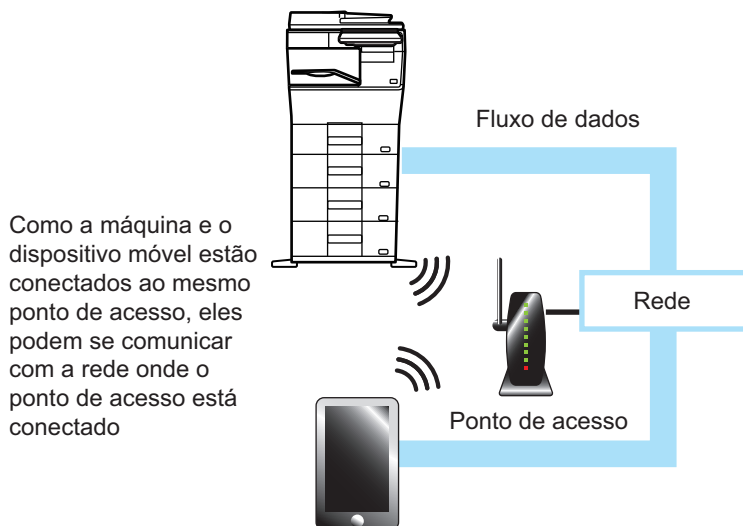 Fluxo de dados
Como a máquina e o
dispositivo móvel estão
conectados ao mesmo
ponto de acesso, eles
podem se comunicar
com a rede onde o
ponto de acesso está
conectado
Rede
Ponto de acesso